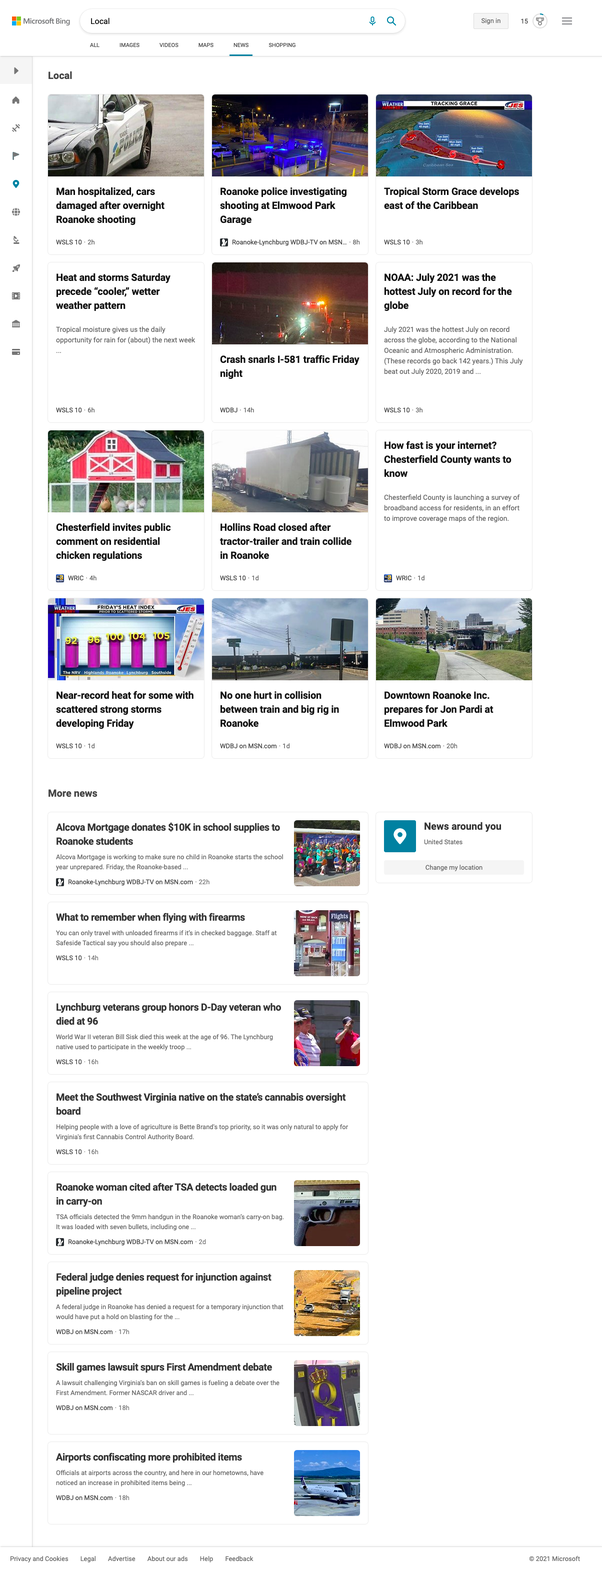 Microsoft Bing
Local
Sign in
15
ALL IMAGES VIDEOS MAPS NEWS SHOPPING
Local
Man hospitalized, cars
damaged after overnight
Roanoke shooting
WSLS 10 · 2h
Roanoke police investigating
shooting at Elmwood Park
Garage
Roanoke-Lynchburg WDBJ-TV on MSN... · 8h
WEATHER
TRACKING GRACE
JES
Tropical Storm Grace develops
east of the Caribbean
WSLS 10 · 3h
Heat and storms Saturday
precede “cooler,” wetter
weather pattern
Tropical moisture gives us the daily
opportunity for rain for (about) the next week
...
WSLS 10 · 6h
Crash snarls I-581 traffic Friday
night
WDBJ · 14h
NOAA: July 2021 was the
hottest July on record for the
globe
July 2021 was the hottest July on record
across the globe, according to the National
Oceanic and Atmospheric Administration.
(These records go back 142 years.) This July
beat out July 2020, 2019 and ...
WSLS 10 · 3h
Chesterfield invites public
comment on residential
chicken regulations
WRIC · 4h
Hollins Road closed after
tractor-trailer and train collide
in Roanoke
WSLS 10 · 1d
How fast is your internet?
Chesterfield County wants to
know
Chesterfield County is launching a survey of
broadband access for residents, in an effort
to improve coverage maps of the region.
WRIC · 1d
WEATHER
FRIDAY'S HEAT INDEX
JES
92 96 100 104 105
The NRV Highlands Roanoke Lynchburg Southside
Near-record heat for some with
scattered strong storms
developing Friday
WSLS 10 · 1d
No one hurt in collision
between train and big rig in
Roanoke
WDBJ on MSN.com · 1d
Downtown Roanoke Inc.
prepares for Jon Pardi at
Elmwood Park
WDBJ on MSN.com · 20h
More news
Alcova Mortgage donates $10K in school supplies to
Roanoke students
Alcova Mortgage is working to make sure no child in Roanoke starts the school
year unprepared. Friday, the Roanoke-based ...
Roanoke-Lynchburg WDBJ-TV on MSN.com · 22h
News around you
United States
Change my location
What to remember when flying with firearms
You can only travel with unloaded firearms if it's in checked baggage. Staff at
Safeside Tactical say you should also prepare ...
WSLS 10 · 14h
Flights
Lynchburg veterans group honors D-Day veteran who
died at 96
World War II veteran Bill Sisk died this week at the age of 96. The Lynchburg
native used to participate in the weekly troop ...
WSLS 10 · 16h
Meet the Southwest Virginia native on the state's cannabis oversight
board
Helping people with a love of agriculture is Bette Brand's top priority, so it was only natural to apply for
Virginia's first Cannabis Control Authority Board.
WSLS 10 · 16h
Roanoke woman cited after TSA detects loaded gun
in carry-on
TSA officials detected the 9mm handgun in the Roanoke woman's carry-on bag.
It was loaded with seven bullets, including one ...
Roanoke-Lynchburg WDBJ-TV on MSN.com · 2d
Federal judge denies request for injunction against
pipeline project
A federal judge in Roanoke has denied a request for a temporary injunction that
would have put a hold on blasting for the ...
WDBJ on MSN.com · 17h
Skill games lawsuit spurs First Amendment debate
A lawsuit challenging Virginia's ban on skill games is fueling a debate over the
First Amendment. Former NASCAR driver and ...
WDBJ on MSN.com · 18h
Airports confiscating more prohibited items
Officials at airports across the country, and here in our hometowns, have
noticed an increase in prohibited items being ...
WDBJ on MSN.com · 18h
Privacy and Cookies Legal Advertise About our ads Help Feedback © 2021 Microsoft